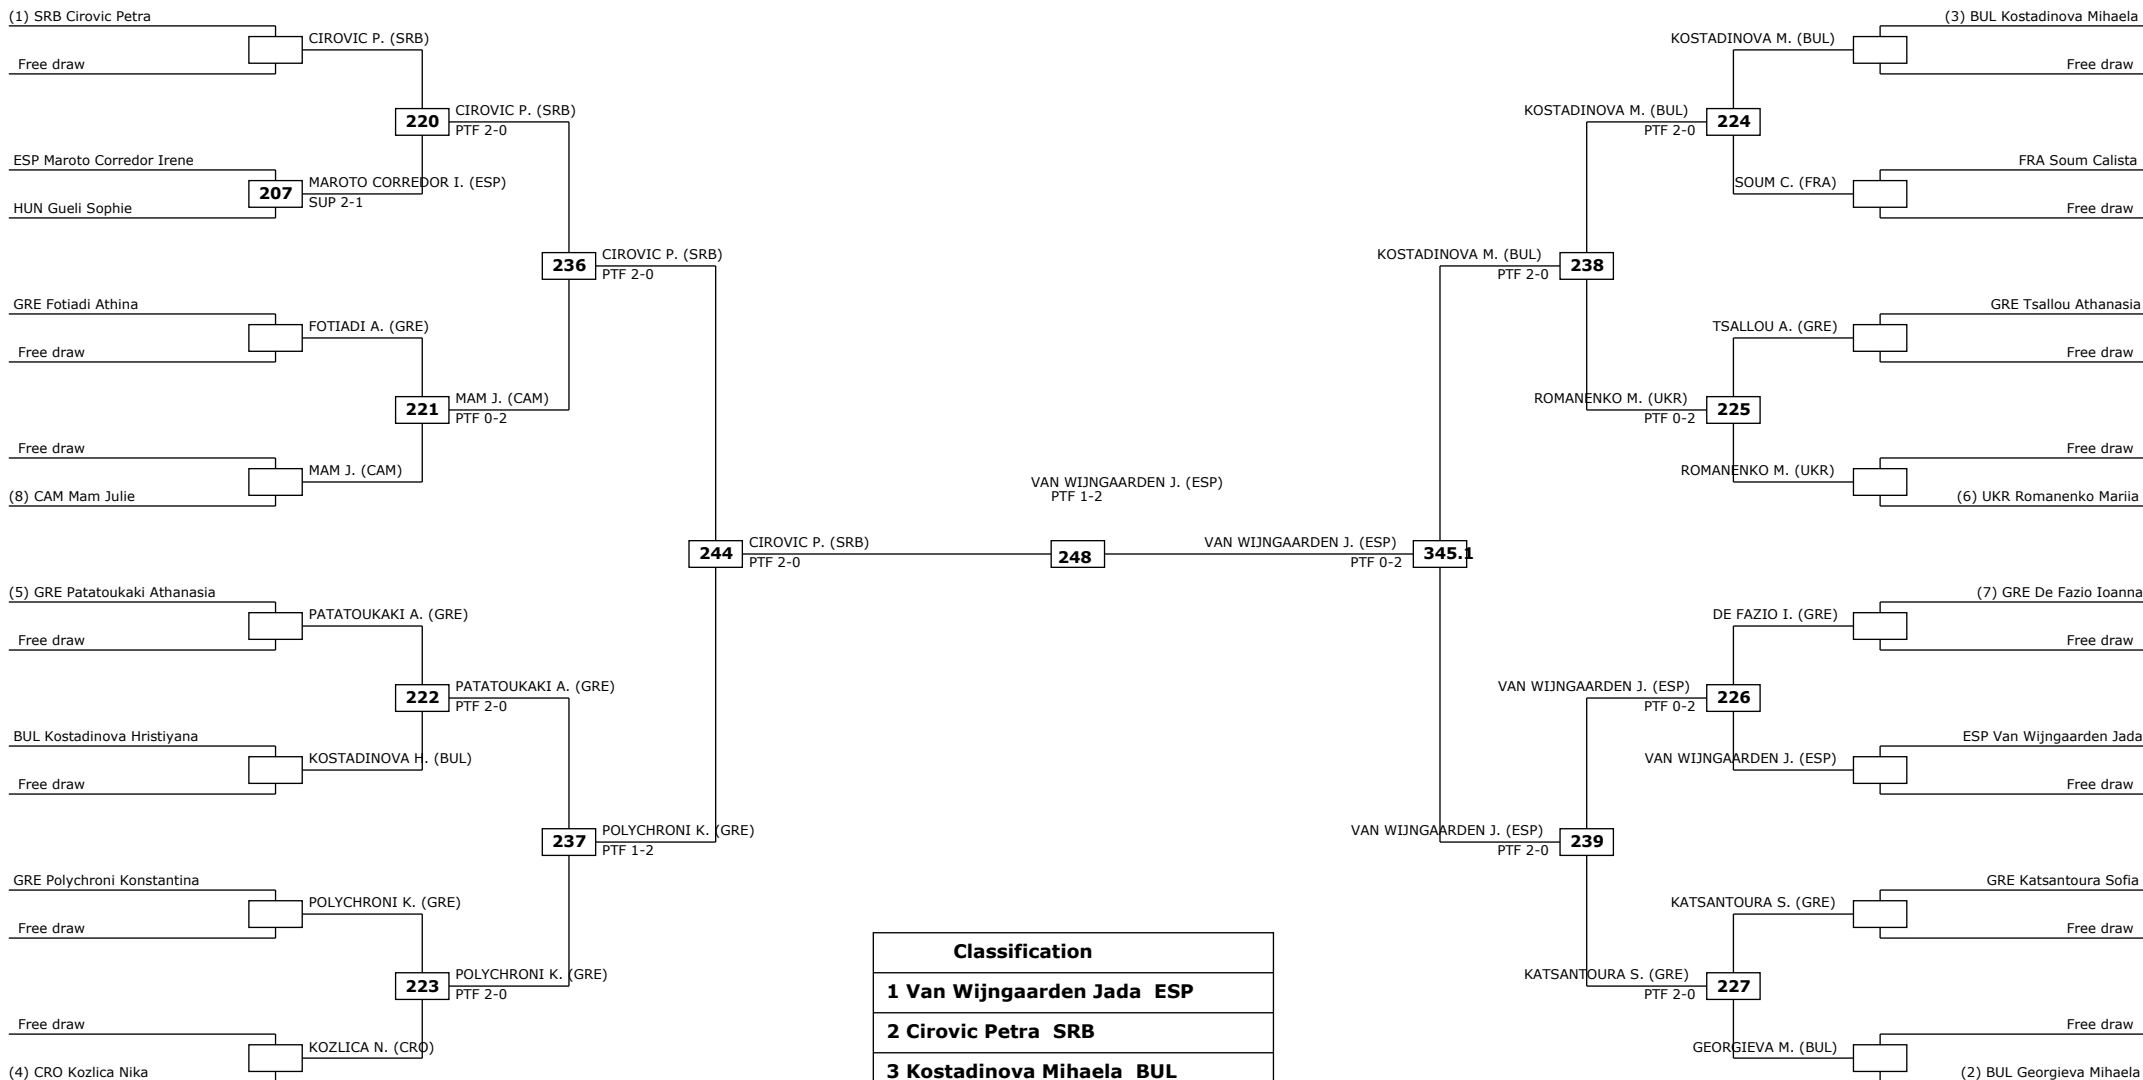 (1) SRB Cirovic Petra
CIROVIC P. (SRB)
Free draw
220
CIROVIC P. (SRB)
PTF 2-0
ESP Maroto Corredor Irene
207
MAROTO CORREDOR I. (ESP)
SUP 2-1
HUN Gueli Sophie
236
CIROVIC P. (SRB)
PTF 2-0
GRE Fotiadi Athina
FOTIADI A. (GRE)
Free draw
221
MAM J. (CAM)
PTF 0-2
Free draw
MAM J. (CAM)
(8) CAM Mam Julie
244
CIROVIC P. (SRB)
PTF 2-0
(5) GRE Patatoukaki Athanasia
PATATOUKAKI A. (GRE)
Free draw
222
PATATOUKAKI A. (GRE)
PTF 2-0
BUL Kostadinova Hristiyana
KOSTADINOVA H. (BUL)
Free draw
237
POLYCHRONI K. (GRE)
PTF 1-2
GRE Polychroni Konstantina
POLYCHRONI K. (GRE)
Free draw
223
POLYCHRONI K. (GRE)
PTF 2-0
Free draw
KOZLICA N. (CRO)
(4) CRO Kozlica Nika
VAN WIJNGAARDEN J. (ESP)
PTF 1-2
248
Classification
1 Van Wijngaarden Jada ESP
2 Cirovic Petra SRB
3 Kostadinova Mihaela BUL
(3) BUL Kostadinova Mihaela
KOSTADINOVA M. (BUL)
Free draw
KOSTADINOVA M. (BUL)
PTF 2-0
224
FRA Soum Calista
SOUM C. (FRA)
Free draw
KOSTADINOVA M. (BUL)
PTF 2-0
238
GRE Tsallou Athanasia
TSALLOU A. (GRE)
Free draw
ROMANENKO M. (UKR)
PTF 0-2
225
Free draw
ROMANENKO M. (UKR)
(6) UKR Romanenko Mariia
VAN WIJNGAARDEN J. (ESP)
PTF 0-2
345.1
(7) GRE De Fazio Ioanna
DE FAZIO I. (GRE)
Free draw
VAN WIJNGAARDEN J. (ESP)
PTF 0-2
226
ESP Van Wijngaarden Jada
VAN WIJNGAARDEN J. (ESP)
Free draw
VAN WIJNGAARDEN J. (ESP)
PTF 2-0
239
GRE Katsantoura Sofia
KATSANTOURA S. (GRE)
Free draw
KATSANTOURA S. (GRE)
PTF 2-0
227
Free draw
GEORGIEVA M. (BUL)
(2) BUL Georgieva Mihaela